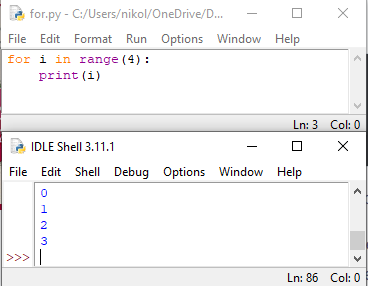 for.py - C:/Users/nikol/OneDrive/D...
File Edit Format Run Options Window Help
for i in range(4):
    print(i)
Ln: 3 Col: 0
IDLE Shell 3.11.1
File Edit Shell Debug Options Window Help
0
1
2
3
>>>
Ln: 86 Col: 0